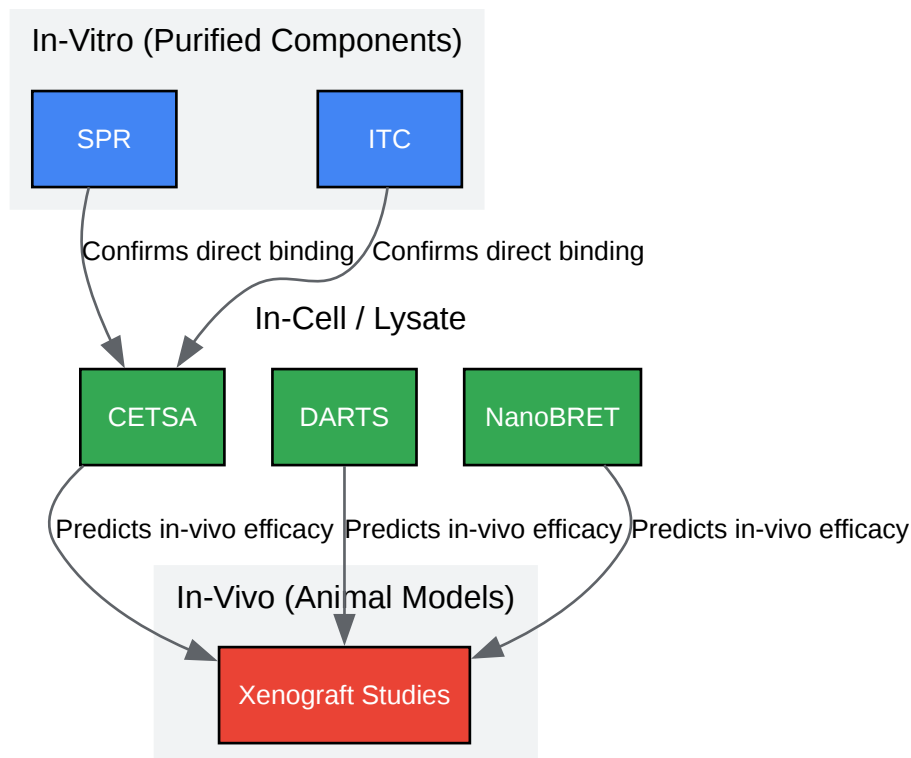 In-Vitro (Purified Components)
SPR
ITC
Confirms direct binding
Confirms direct binding
In-Cell / Lysate
CETSA
DARTS
NanoBRET
Predicts in-vivo efficacy
Predicts in-vivo efficacy
Predicts in-vivo efficacy
In-Vivo (Animal Models)
Xenograft Studies